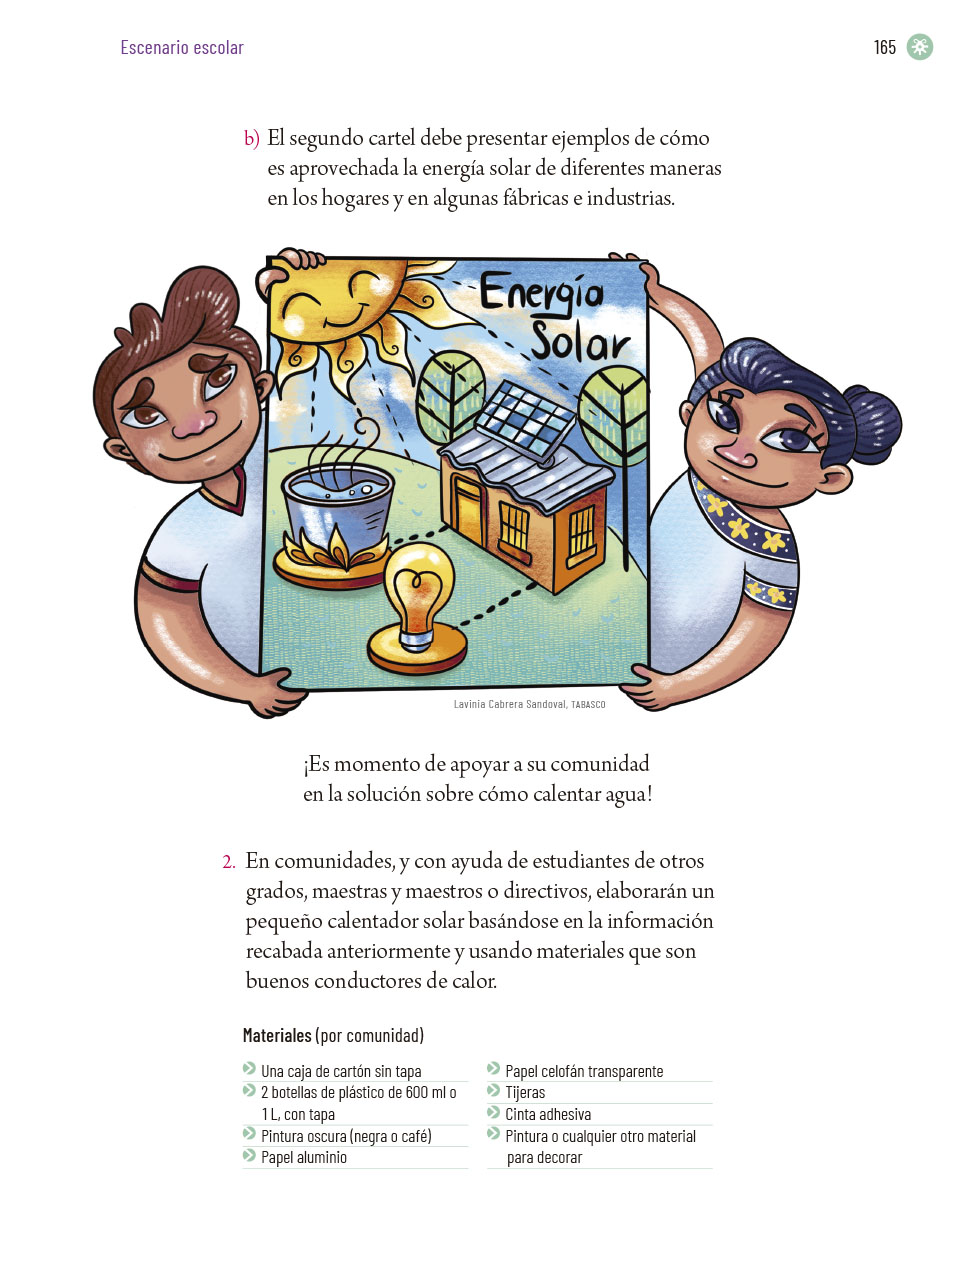 Escenario escolar
165
b) El segundo cartel debe presentar ejemplos de cómo
es aprovechada la energía solar de diferentes maneras
en los hogares y en algunas fábricas e industrias.
Energía
Solar
Lavinia Cabrera Sandoval, TABASCO
¡Es momento de apoyar a su comunidad
en la solución sobre cómo calentar agua!
2. En comunidades, y con ayuda de estudiantes de otros
grados, maestras y maestros o directivos, elaborarán un
pequeño calentador solar basándose en la información
recabada anteriormente y usando materiales que son
buenos conductores de calor.
Materiales (por comunidad)
Una caja de cartón sin tapa
2 botellas de plástico de 600 ml o
1 L, con tapa
Pintura oscura (negra o café)
Papel aluminio
Papel celofán transparente
Tijeras
Cinta adhesiva
Pintura o cualquier otro material
para decorar